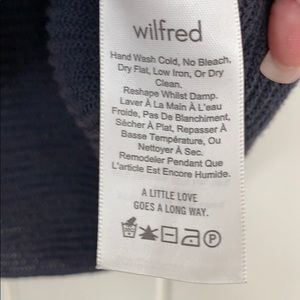 wilfred
Hand Wash Cold, No Bleach,
Dry Flat, Low Iron, Or Dry
Clean.
Reshape Whilst Damp.
Laver À La Main À L'eau
Froide, Pas De Blanchiment,
Sécher À Plat, Repasser À
Basse Température, Ou
Nettoyer À Sec.
Remodeler Pendant Que
L'article Est Encore Humide.
A LITTLE LOVE
GOES A LONG WAY.
P